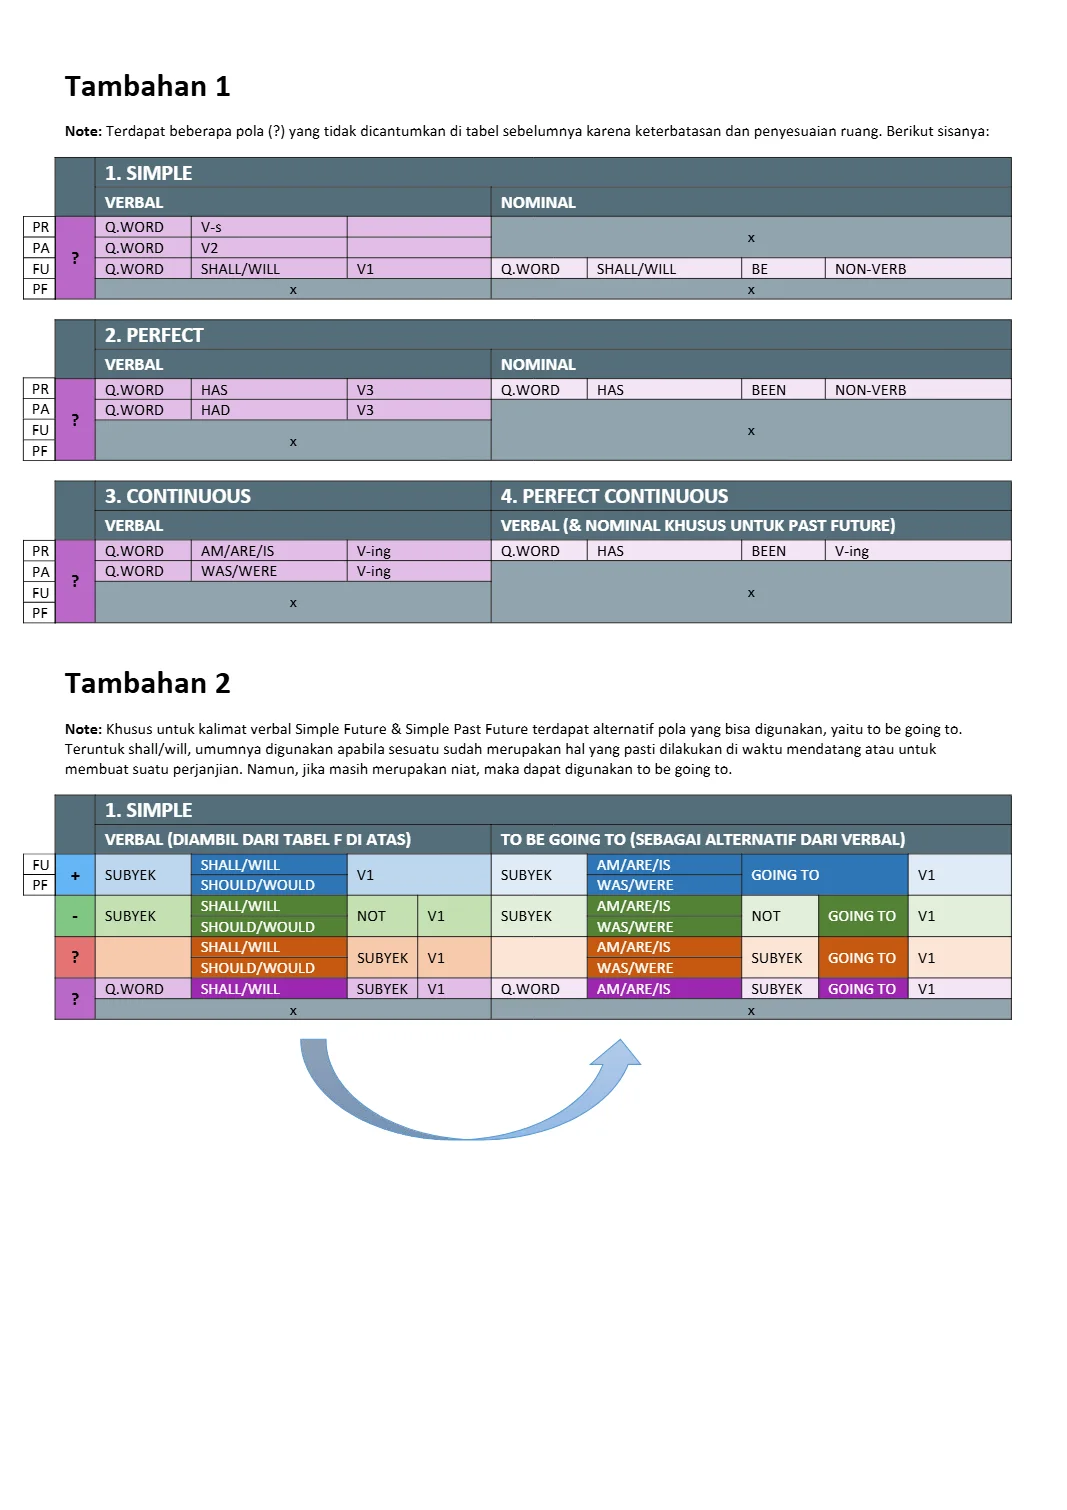 Tambahan 1
Note: Terdapat beberapa pola (?) yang tidak dicantumkan di tabel sebelumnya karena keterbatasan dan penyesuaian ruang. Berikut sisanya:
1. SIMPLE
VERBAL NOMINAL
PR ? Q.WORD V-s x
PA Q.WORD V2
FU Q.WORD SHALL/WILL V1 Q.WORD SHALL/WILL BE NON-VERB
PF x x
2. PERFECT
VERBAL NOMINAL
PR ? Q.WORD HAS V3 Q.WORD HAS BEEN NON-VERB
PA Q.WORD HAD V3 x
FU x
PF
3. CONTINUOUS 4. PERFECT CONTINUOUS
VERBAL VERBAL (& NOMINAL KHUSUS UNTUK PAST FUTURE)
PR ? Q.WORD AM/ARE/IS V-ing Q.WORD HAS BEEN V-ing
PA Q.WORD WAS/WERE V-ing x
FU x
PF
Tambahan 2
Note: Khusus untuk kalimat verbal Simple Future & Simple Past Future terdapat alternatif pola yang bisa digunakan, yaitu to be going to.
Teruntuk shall/will, umumnya digunakan apabila sesuatu sudah merupakan hal yang pasti dilakukan di waktu mendatang atau untuk
membuat suatu perjanjian. Namun, jika masih merupakan niat, maka dapat digunakan to be going to.
1. SIMPLE
VERBAL (DIAMBIL DARI TABEL F DI ATAS) TO BE GOING TO (SEBAGAI ALTERNATIF DARI VERBAL)
FU + SUBYEK SHALL/WILL V1 SUBYEK AM/ARE/IS GOING TO V1
PF SHOULD/WOULD WAS/WERE
- SUBYEK SHALL/WILL NOT V1 SUBYEK AM/ARE/IS NOT GOING TO V1
SHOULD/WOULD WAS/WERE
? SHALL/WILL SUBYEK V1 AM/ARE/IS SUBYEK GOING TO V1
SHOULD/WOULD WAS/WERE
? Q.WORD SHALL/WILL SUBYEK V1 Q.WORD AM/ARE/IS SUBYEK GOING TO V1
x x